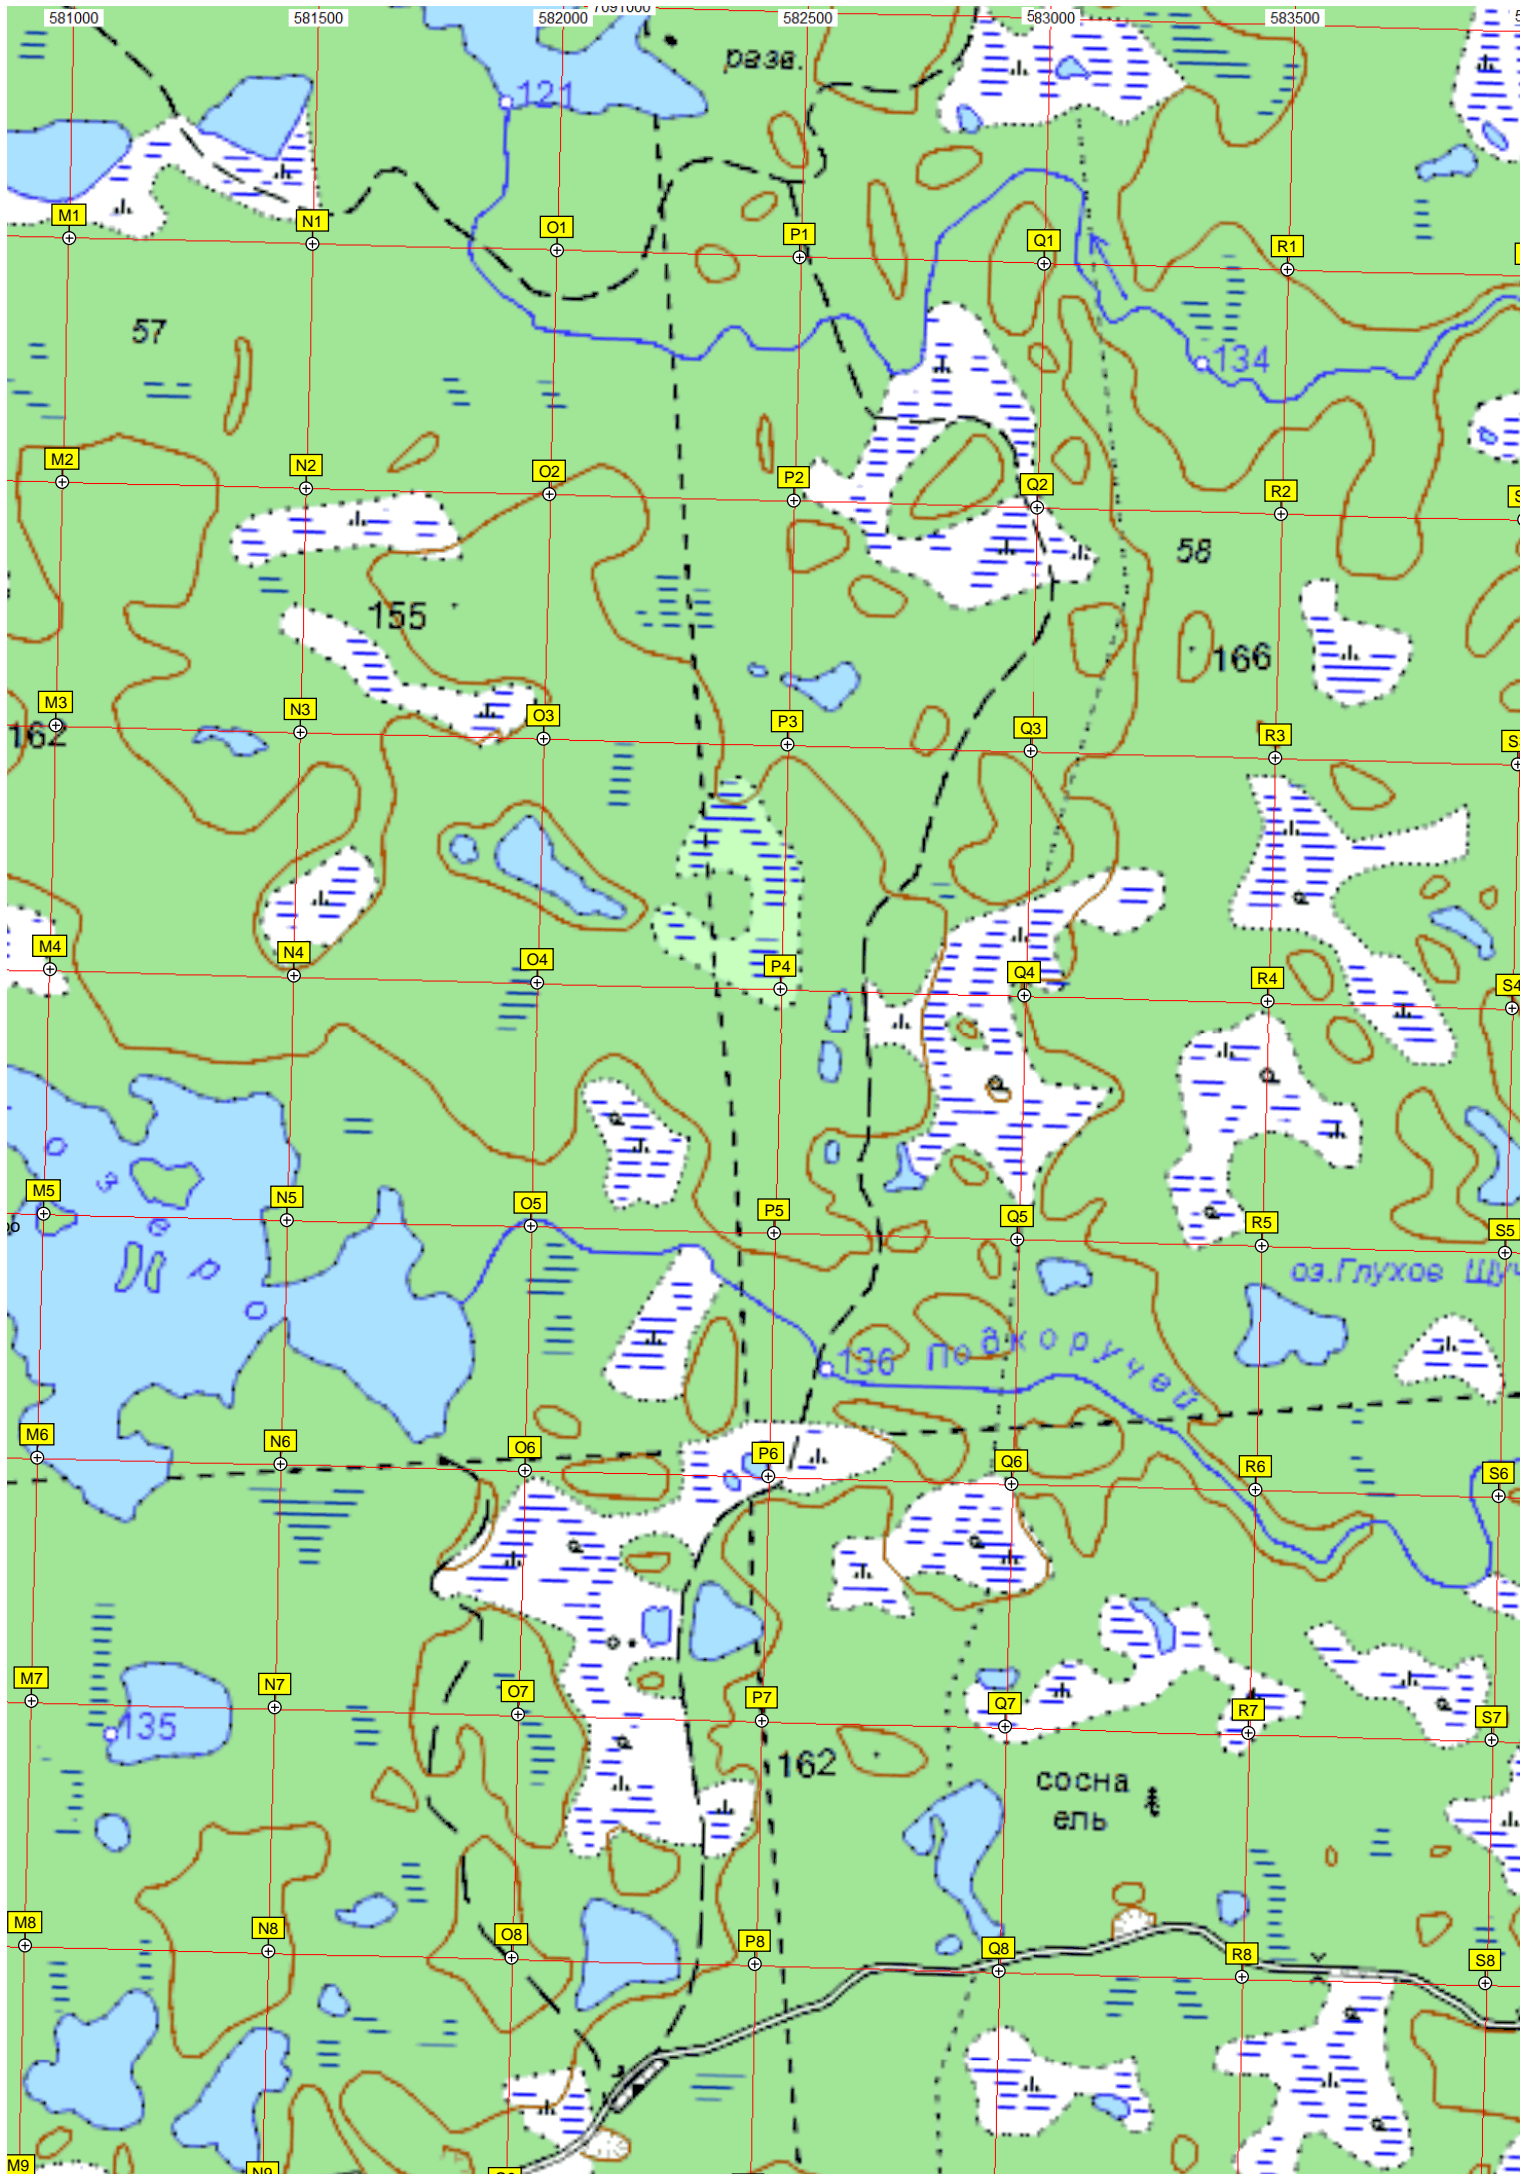 581000 581500 582000 7091000 582500 583000 583500
разв.
121
M1 N1 O1 P1 Q1 R1
57
134
M2 N2 O2 P2 Q2 R2
58
155
166
M3 N3 O3 P3 Q3 R3
162
M4 N4 O4 P4 Q4 R4 S4
M5 N5 O5 P5 Q5 R5 S5
озеро
оз.Глухое Щуч
136 Подкоручей
M6 N6 O6 P6 Q6 R6 S6
M7 N7 O7 P7 Q7 R7 S7
135
162
сосна
ель
M8 N8 O8 P8 Q8 R8 S8
M9 N9